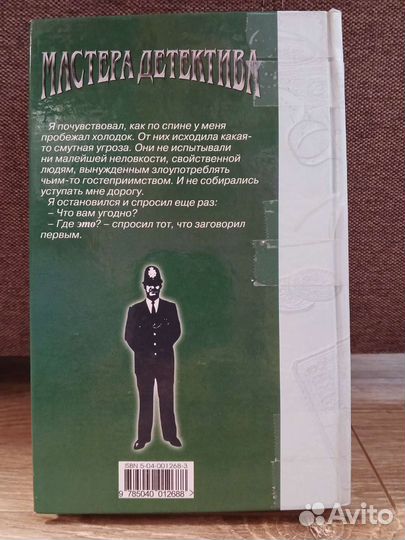 МАСТЕРА ДЕТЕКТИВА
Я почувствовал, как по спине у меня
пробежал холодок. От них исходила какая-
то смутная угроза. Они не испытывали
ни малейшей неловкости, свойственной
людям, вынужденным злоупотреблять
чьим-то гостеприимством. И не собирались
уступать мне дорогу.
Я остановился и спросил еще раз:
– Что вам угодно?
– Где это? – спросил тот, что заговорил
первым.
ISBN 5-04-001268-3
9 785040 012688 >
Avito